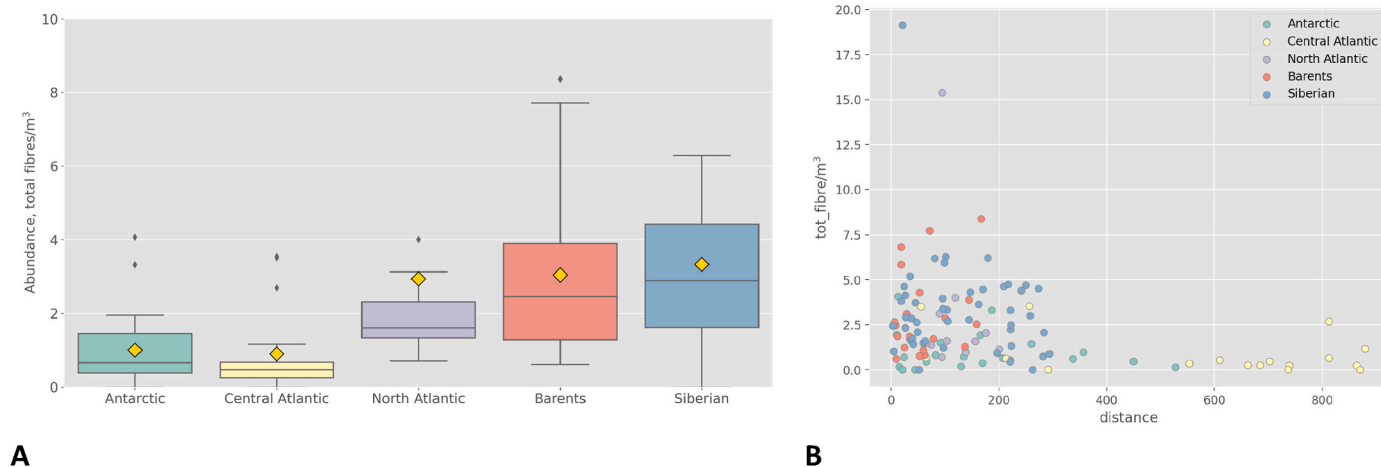 10
8
6
4
2
0
Abundance, total fibres/m³
Antarctic
Central Atlantic
North Atlantic
Barents
Siberian
A
20.0
17.5
15.0
12.5
10.0
7.5
5.0
2.5
0.0
tot_fibre/m³
Antarctic
Central Atlantic
North Atlantic
Barents
Siberian
0
200
400
600
800
distance
B